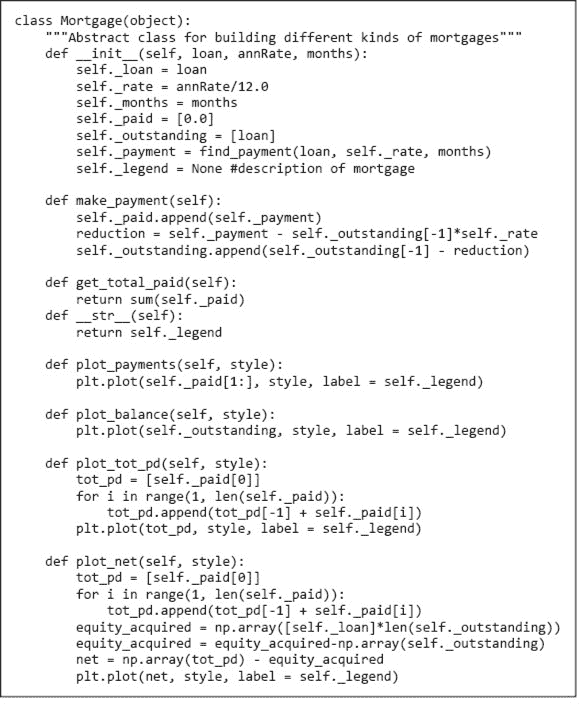 class Mortgage(object):
    """Abstract class for building different kinds of mortgages"""
    def __init__(self, loan, annRate, months):
        self._loan = loan
        self._rate = annRate/12.0
        self._months = months
        self._paid = [0.0]
        self._outstanding = [loan]
        self._payment = find_payment(loan, self._rate, months)
        self._legend = None #description of mortgage

    def make_payment(self):
        self._paid.append(self._payment)
        reduction = self._payment - self._outstanding[-1]*self._rate
        self._outstanding.append(self._outstanding[-1] - reduction)

    def get_total_paid(self):
        return sum(self._paid)
    def __str__(self):
        return self._legend

    def plot_payments(self, style):
        plt.plot(self._paid[1:], style, label = self._legend)

    def plot_balance(self, style):
        plt.plot(self._outstanding, style, label = self._legend)

    def plot_tot_pd(self, style):
        tot_pd = [self._paid[0]]
        for i in range(1, len(self._paid)):
            tot_pd.append(tot_pd[-1] + self._paid[i])
        plt.plot(tot_pd, style, label = self._legend)

    def plot_net(self, style):
        tot_pd = [self._paid[0]]
        for i in range(1, len(self._paid)):
            tot_pd.append(tot_pd[-1] + self._paid[i])
        equity_acquired = np.array([self._loan]*len(self._outstanding))
        equity_acquired = equity_acquired-np.array(self._outstanding)
        net = np.array(tot_pd) - equity_acquired
        plt.plot(net, style, label = self._legend)